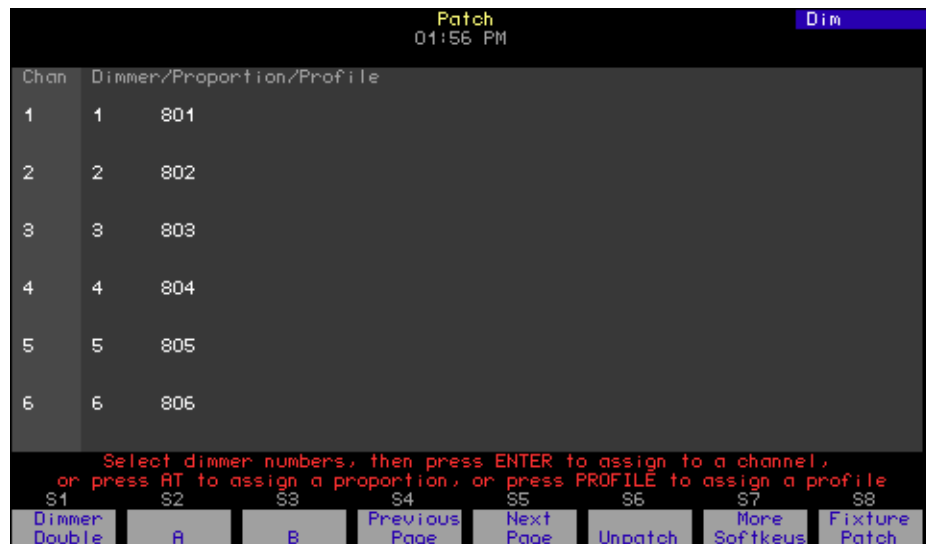 Patch
Dim
01:56 PM
Chan Dimmer/Proportion/Profile
1 1 801
2 2 802
3 3 803
4 4 804
5 5 805
6 6 806
Select dimmer numbers, then press ENTER to assign to a channel,
or press AT to assign a proportion, or press PROFILE to assign a profile
S1 S2 S3 S4 S5 S6 S7 S8
Dimmer Previous Next More Fixture
Double A B Page Page Unpatch Softkeys Patch